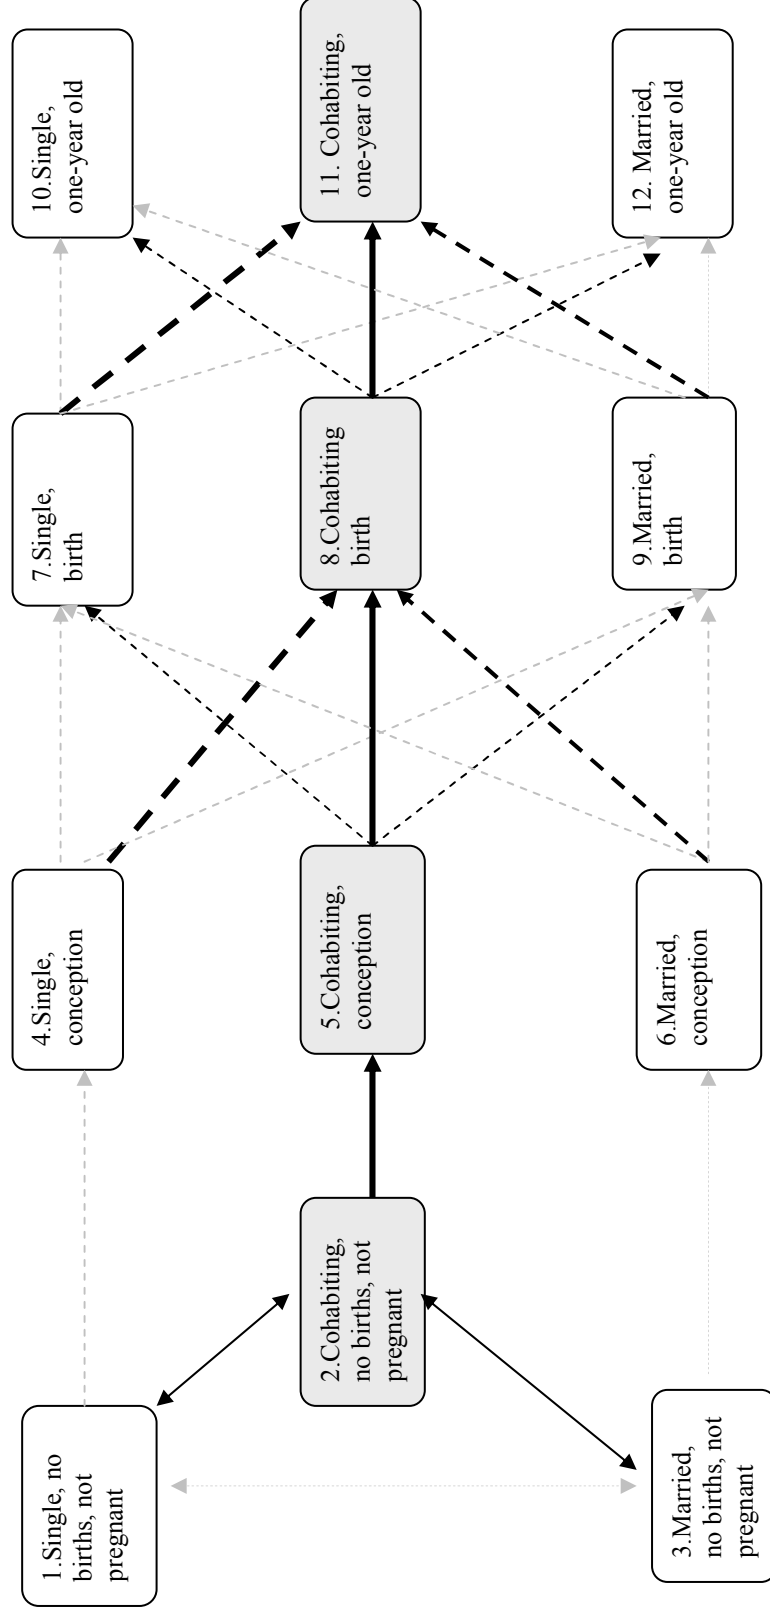 1.Single, no
births, not
pregnant
2.Cohabiting,
no births, not
pregnant
3.Married,
no births, not
pregnant
4.Single,
conception
5.Cohabiting,
conception
6.Married,
conception
7.Single,
birth
8.Cohabiting
birth
9.Married,
birth
10.Single,
one-year old
11. Cohabiting,
one-year old
12. Married,
one-year old